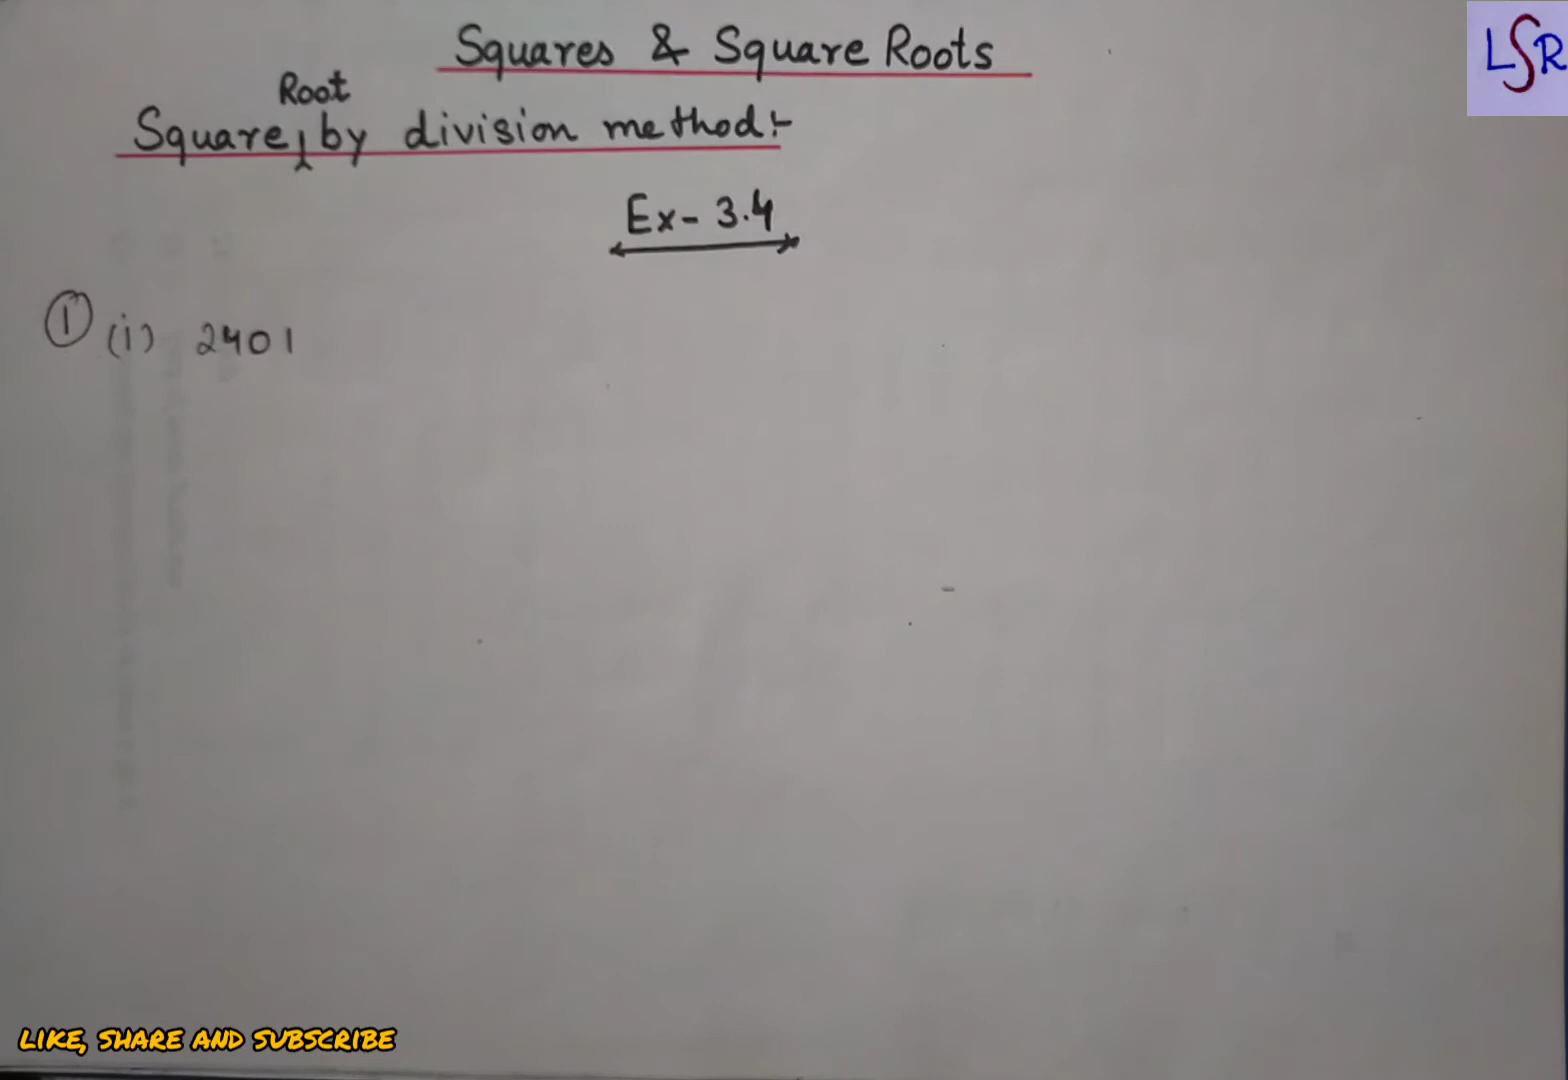 Squares & Square Roots
LSR
Root
Square by division method:-
Ex- 3.4
1 (i) 2401
LIKE, SHARE AND SUBSCRIBE